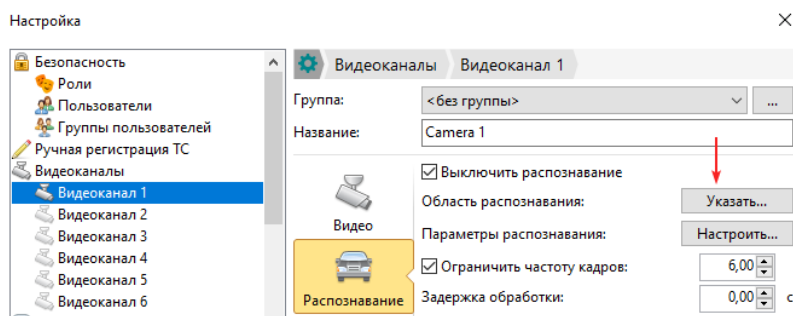 Настройка
Безопасность
Роли
Пользователи
Группы пользователей
Ручная регистрация ТС
Видеоканалы
Видеоканал 1
Видеоканал 2
Видеоканал 3
Видеоканал 4
Видеоканал 5
Видеоканал 6
Видеоканалы Видеоканал 1
Группа: <без группы> ...
Название: Camera 1
Видео
Распознавание
Выключить распознавание
Область распознавания: Указать...
Параметры распознавания: Настроить...
Ограничить частоту кадров: 6,00
Задержка обработки: 0,00 с